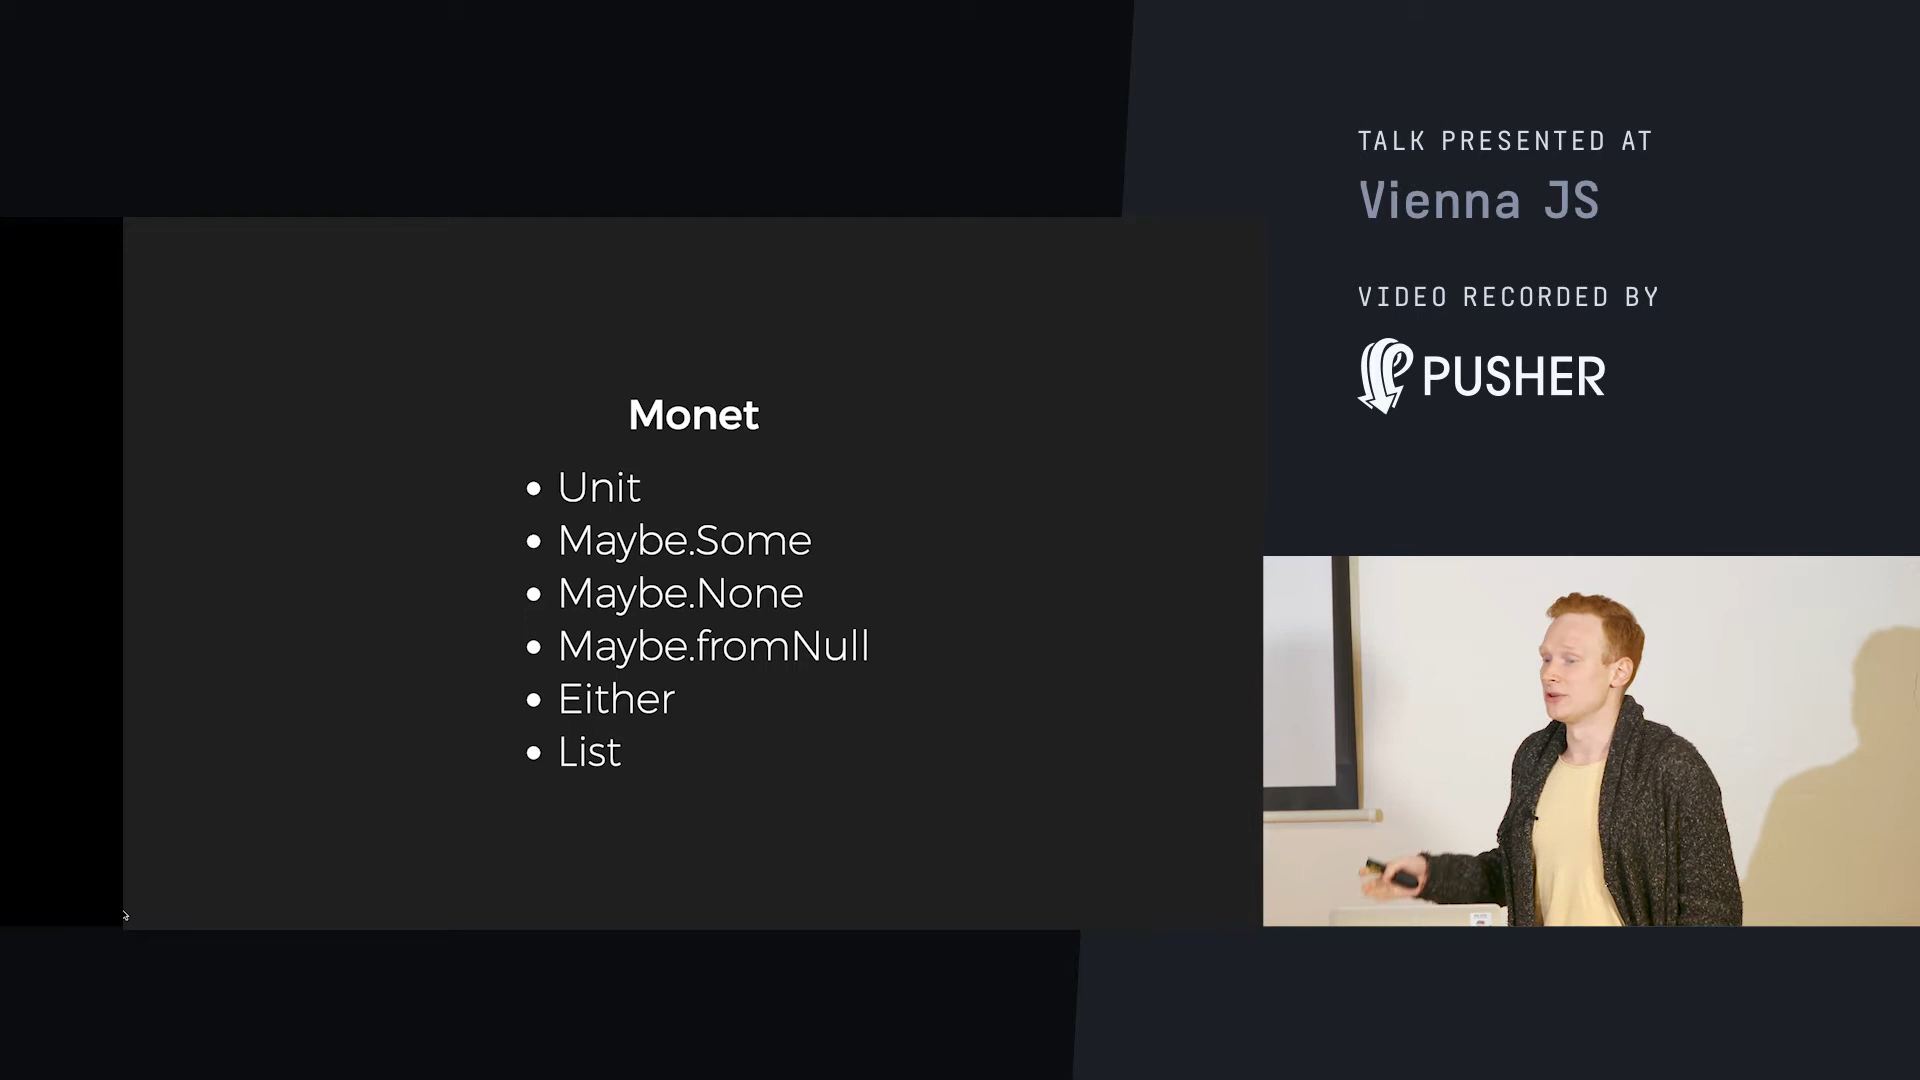 Monet
Unit
Maybe.Some
Maybe.None
Maybe.fromNull
Either
List
TALK PRESENTED AT
Vienna JS
VIDEO RECORDED BY
PUSHER